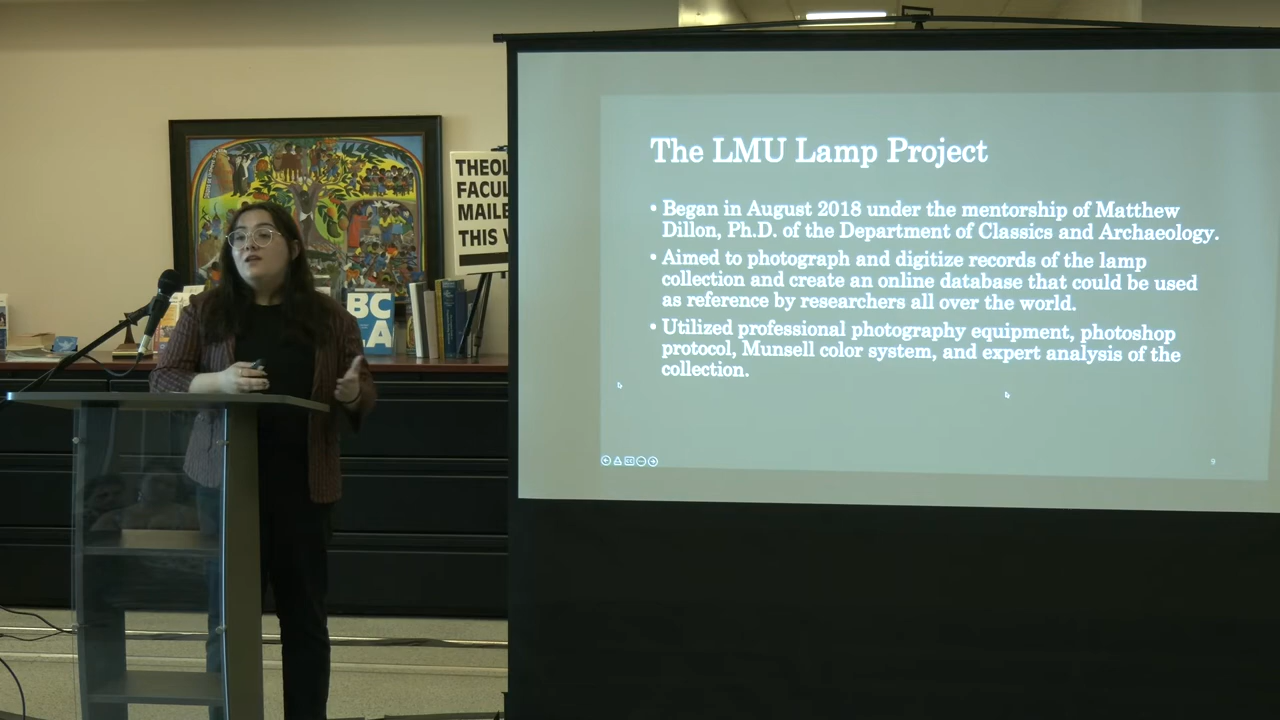 The LMU Lamp Project
• Began in August 2018 under the mentorship of Matthew
Dillon, Ph.D. of the Department of Classics and Archaeology.
• Aimed to photograph and digitize records of the lamp
collection and create an online database that could be used
as reference by researchers all over the world.
• Utilized professional photography equipment, photoshop
protocol, Munsell color system, and expert analysis of the
collection.
9
THEOL
FACUL
MAILE
THIS
BC
LA